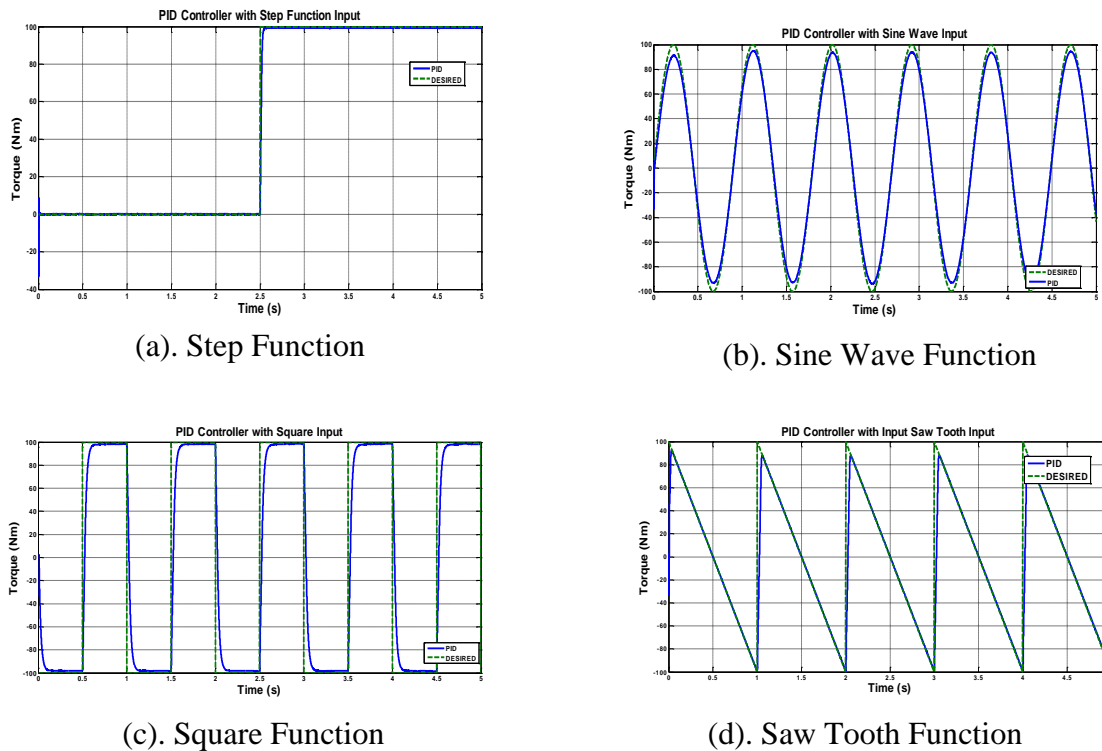 PID Controller with Step Function Input
100
80
60
40
20
0
-20
-40
Torque (Nm)
PID
DESIRED
0 0.5 1 1.5 2 2.5 3 3.5 4 4.5 5
Time (s)
(a). Step Function
PID Controller with Sine Wave Input
100
80
60
40
20
0
-20
-40
-60
-80
-100
Torque (Nm)
DESIRED
PID
0 0.5 1 1.5 2 2.5 3 3.5 4 4.5 5
Time (s)
(b). Sine Wave Function
PID Controller with Square Input
100
80
60
40
20
0
-20
-40
-60
-80
-100
Torque (Nm)
PID
DESIRED
0 0.5 1 1.5 2 2.5 3 3.5 4 4.5 5
Time (s)
(c). Square Function
PID Controller with Input Saw Tooth Input
100
80
60
40
20
0
-20
-40
-60
-80
-100
Torque (Nm)
PID
DESIRED
0 0.5 1 1.5 2 2.5 3 3.5 4 4.5
Time (s)
(d). Saw Tooth Function